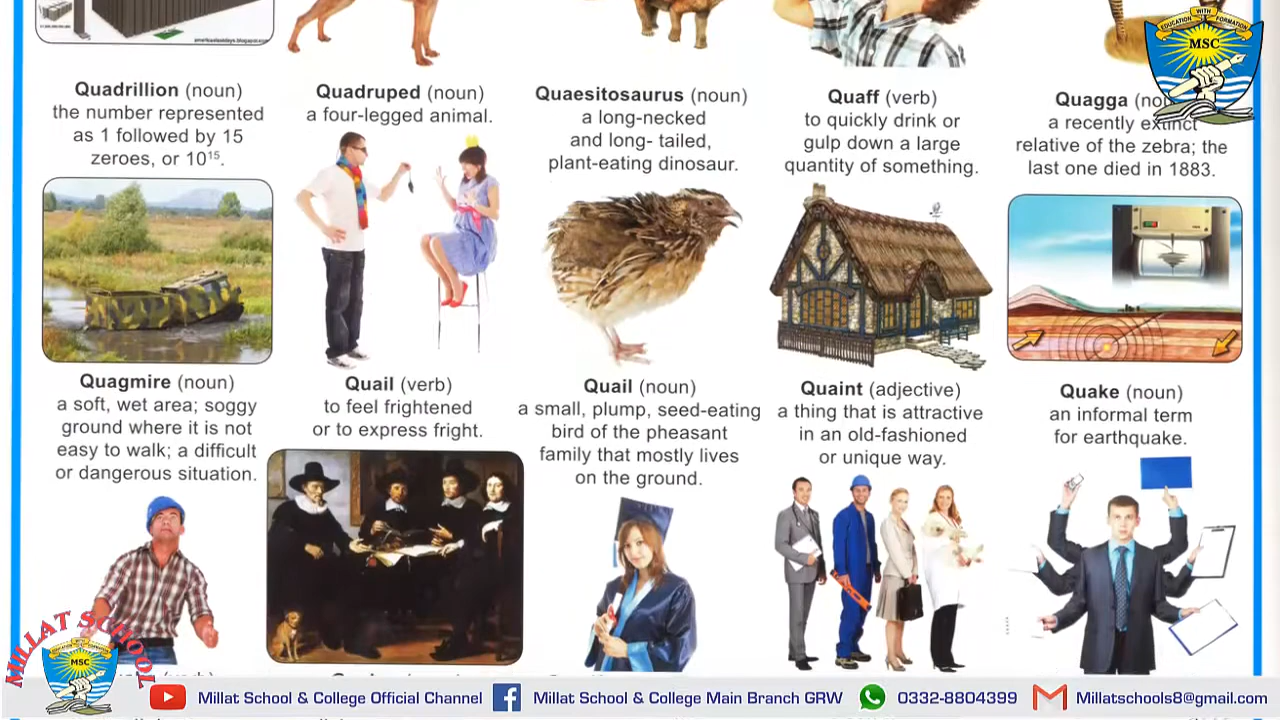 EDUCATION WITH FORMATION
MSC
Quadrillion (noun)
the number represented
as 1 followed by 15
zeroes, or 10¹⁵.
Quadruped (noun)
a four-legged animal.
Quaesitosaurus (noun)
a long-necked
and long- tailed,
plant-eating dinosaur.
Quaff (verb)
to quickly drink or
gulp down a large
quantity of something.
Quagga
a recently extinct
relative of the zebra; the
last one died in 1883.
Quagmire (noun)
a soft, wet area; soggy
ground where it is not
easy to walk; a difficult
or dangerous situation.
Quail (verb)
to feel frightened
or to express fright.
Quail (noun)
a small, plump, seed-eating
bird of the pheasant
family that mostly lives
on the ground.
Quaint (adjective)
a thing that is attractive
in an old-fashioned
or unique way.
Quake (noun)
an informal term
for earthquake.
MILLAT SCHOOL
MSC
Millat School & College Official Channel
Millat School & College Main Branch GRW
0332-8804399
Millatschools8@gmail.com